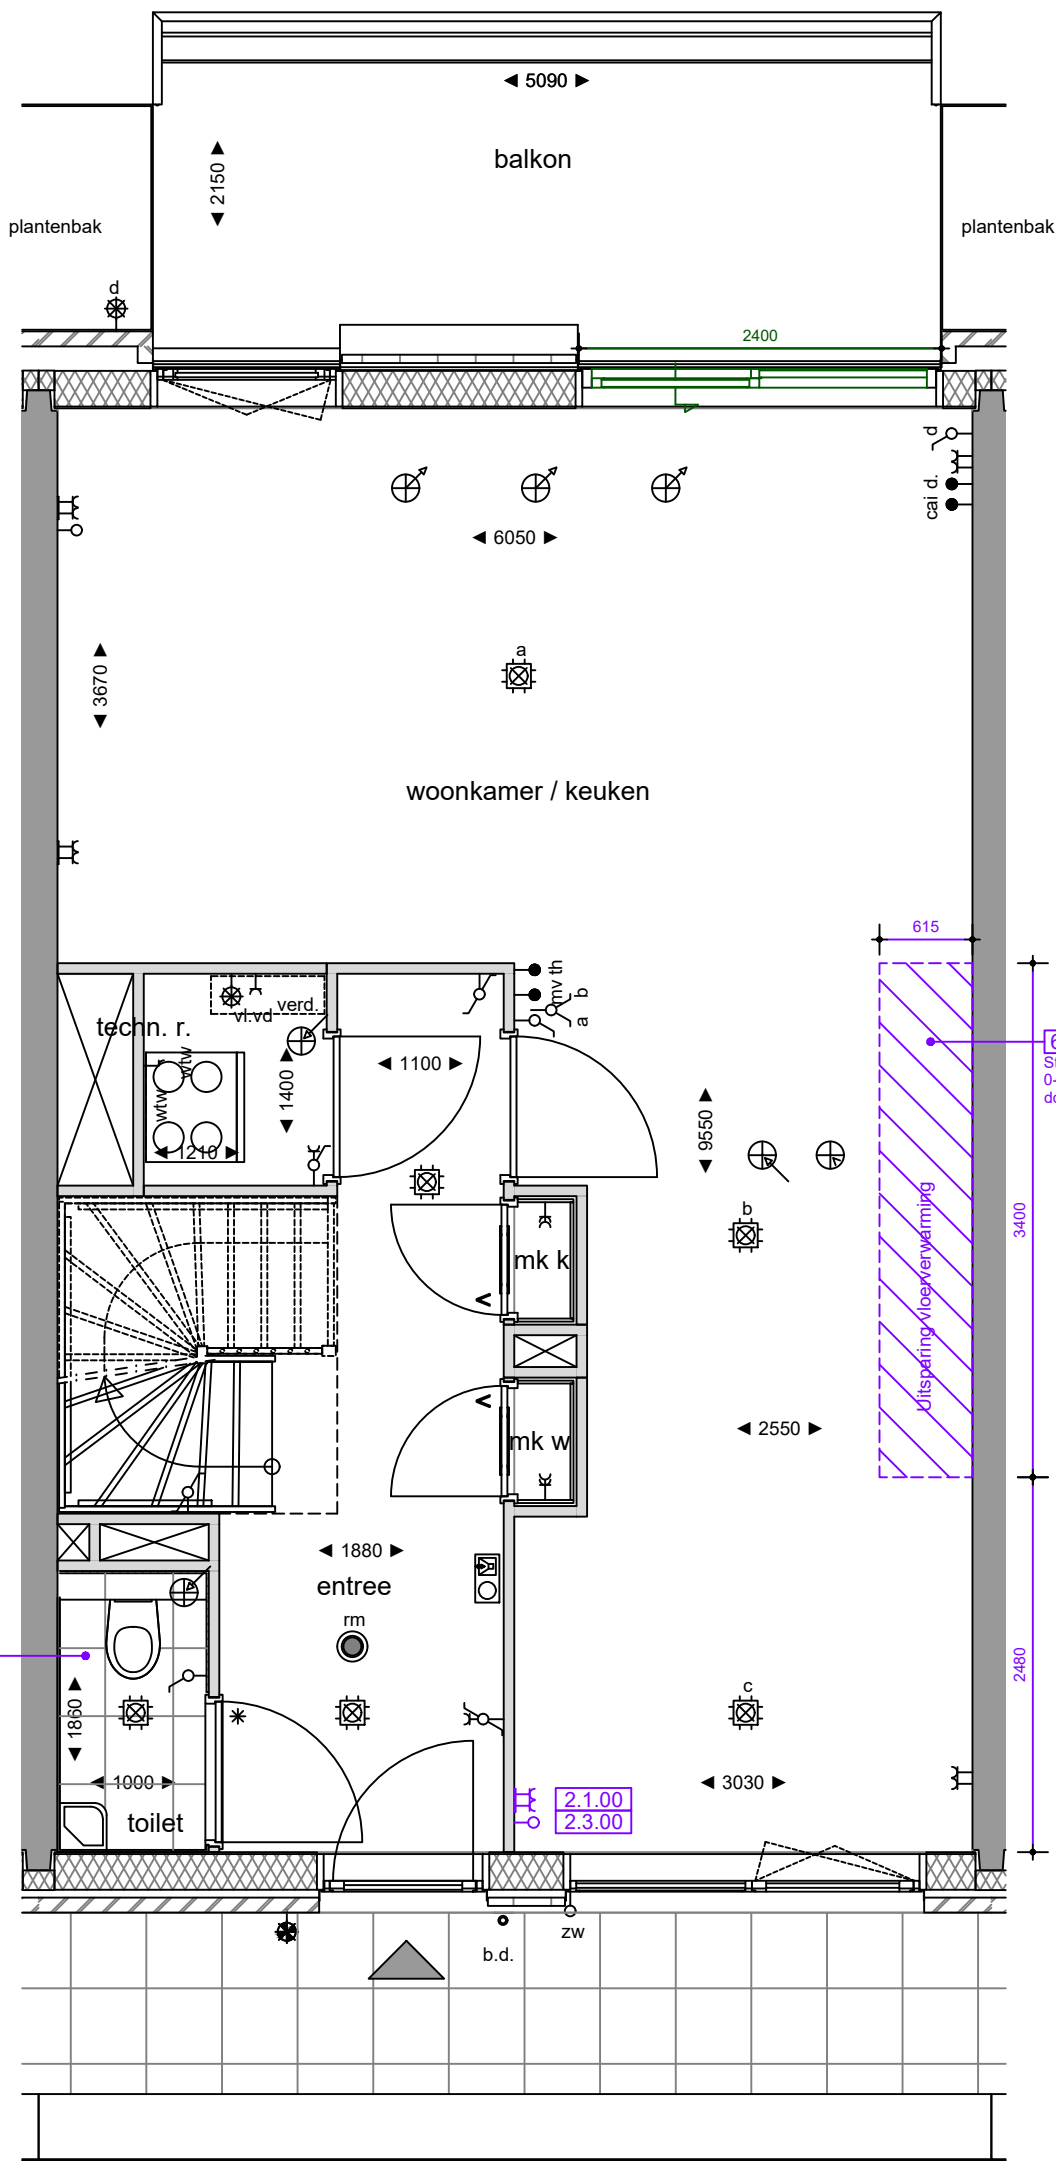 ◄ 5090 ►
balkon
◄ 2150 ►
plantenbak
plantenbak
d
2400
d
cai d.
◄ 6050 ►
a
◄ 3670 ►
woonkamer / keuken
615
mv th
a b
techn. r.
vl.vd
verd.
wtw
wtw
◄ 1210 ►
◄ 1400 ►
◄ 1100 ►
◄ 9550 ►
b
Uitsparing vloerverwarming
3400
6
0-
mk k
mk w
◄ 2550 ►
◄ 1880 ►
entree
rm
◄ 1860 ►
◄ 1000 ►
toilet
c
2480
◄ 3030 ►
2.1.00
2.3.00
b.d.
zw